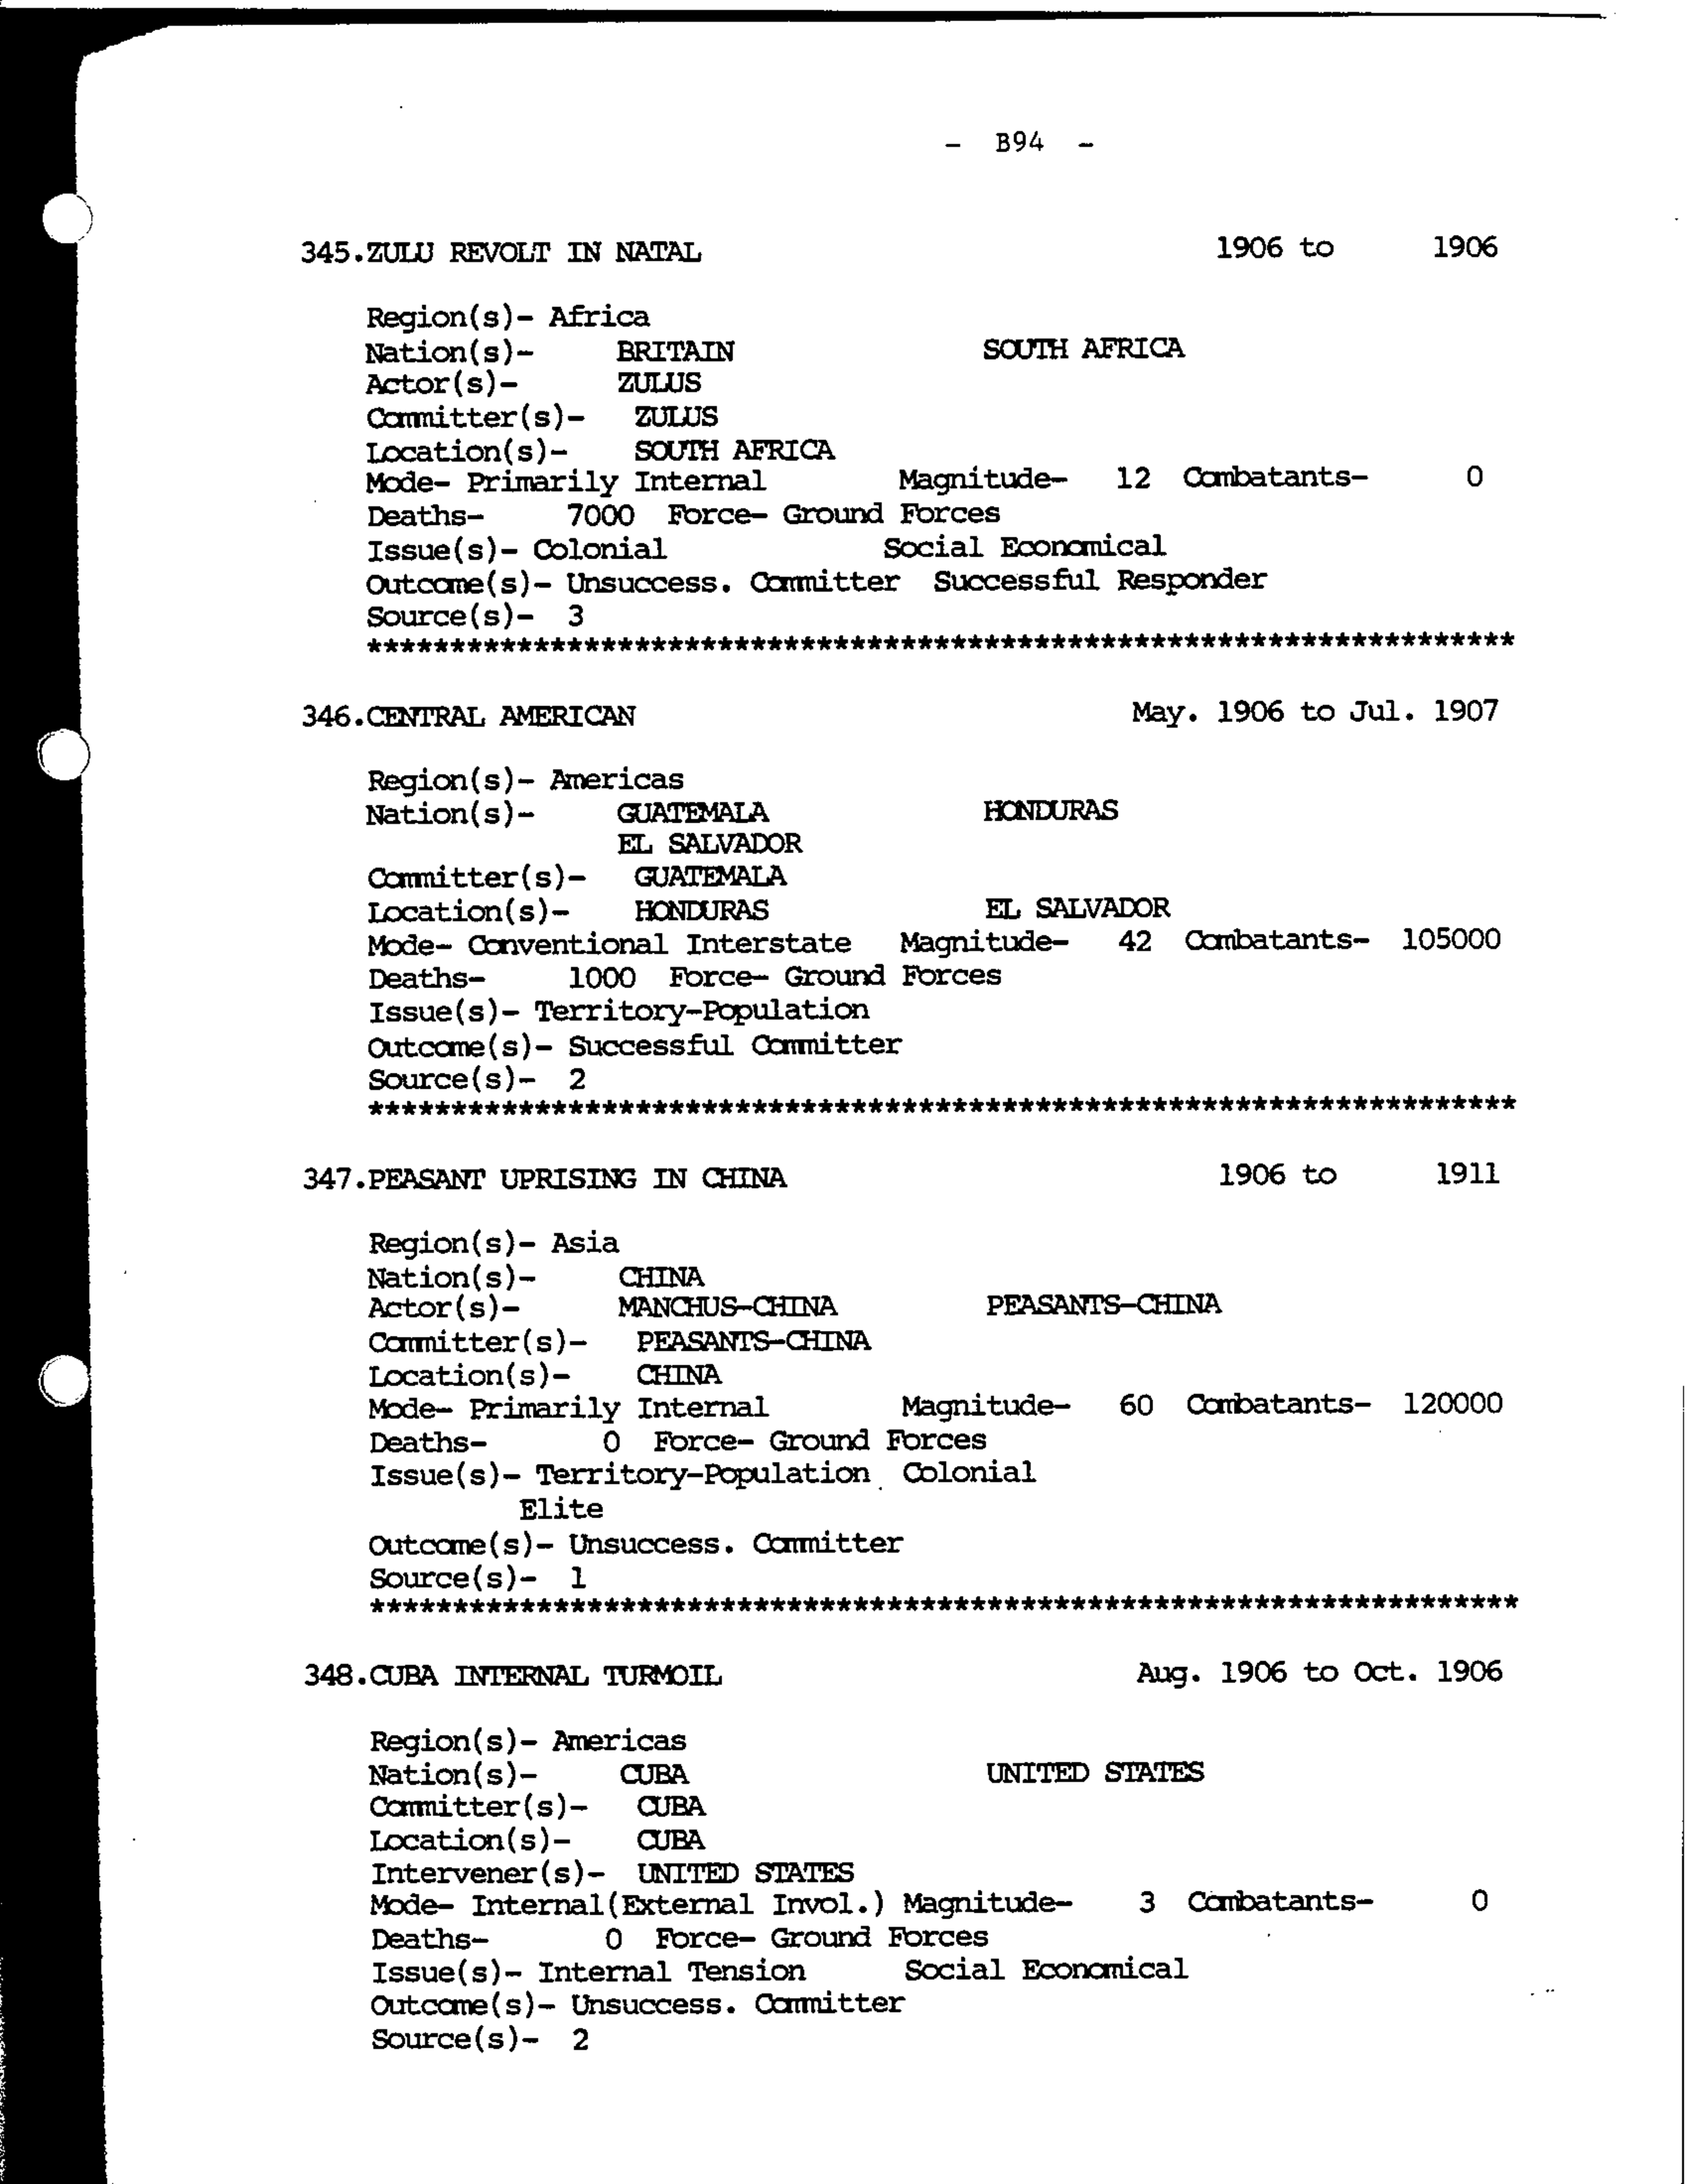 - B94 -
345.ZULU REVOLT IN NATAL 1906 to 1906
Region(s)- Africa
Nation(s)- BRITAIN SOUTH AFRICA
Actor(s)- ZULUS
Committer(s)- ZULUS
Location(s)- SOUTH AFRICA
Mode- Primarily Internal Magnitude- 12 Combatants- 0
Deaths- 7000 Force- Ground Forces
Issue(s)- Colonial Social Economical
Outcome(s)- Unsuccess. Committer Successful Responder
Source(s)- 3
*********************************************************************
346.CENTRAL AMERICAN May. 1906 to Jul. 1907
Region(s)- Americas
Nation(s)- GUATEMALA HONDURAS
EL SALVADOR
Committer(s)- GUATEMALA
Location(s)- HONDURAS EL SALVADOR
Mode- Conventional Interstate Magnitude- 42 Combatants- 105000
Deaths- 1000 Force- Ground Forces
Issue(s)- Territory-Population
Outcome(s)- Successful Committer
Source(s)- 2
*********************************************************************
347.PEASANT UPRISING IN CHINA 1906 to 1911
Region(s)- Asia
Nation(s)- CHINA
Actor(s)- MANCHUS-CHINA PEASANTS-CHINA
Committer(s)- PEASANTS-CHINA
Location(s)- CHINA
Mode- Primarily Internal Magnitude- 60 Combatants- 120000
Deaths- 0 Force- Ground Forces
Issue(s)- Territory-Population Colonial
Elite
Outcome(s)- Unsuccess. Committer
Source(s)- 1
*********************************************************************
348.CUBA INTERNAL TURMOIL Aug. 1906 to Oct. 1906
Region(s)- Americas
Nation(s)- CUBA UNITED STATES
Committer(s)- CUBA
Location(s)- CUBA
Intervener(s)- UNITED STATES
Mode- Internal(External Invol.) Magnitude- 3 Combatants- 0
Deaths- 0 Force- Ground Forces
Issue(s)- Internal Tension Social Economical
Outcome(s)- Unsuccess. Committer
Source(s)- 2